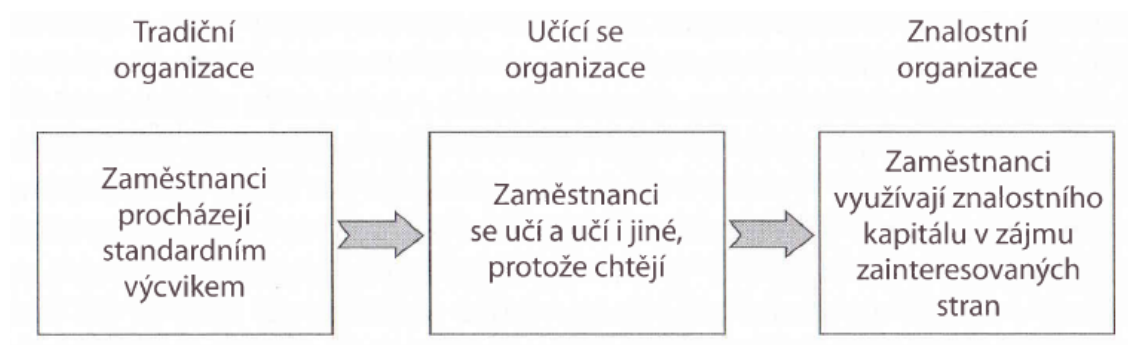 Tradiční
organizace
Učící se
organizace
Znalostní
organizace
Zaměstnanci
procházejí
standardním
výcvikem
Zaměstnanci
se učí a učí i jiné,
protože chtějí
Zaměstnanci
využívají znalostního
kapitálu v zájmu
zainteresovaných
stran